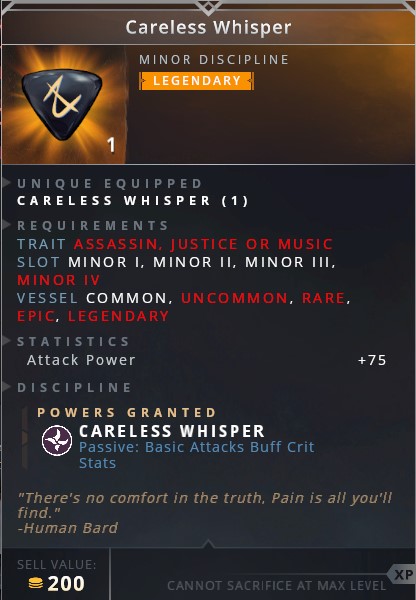 Careless Whisper
MINOR DISCIPLINE
LEGENDARY
1
UNIQUE EQUIPPED
CARELESS WHISPER (1)
REQUIREMENTS
TRAIT ASSASSIN, JUSTICE OR MUSIC
SLOT MINOR I, MINOR II, MINOR III,
MINOR IV
VESSEL COMMON, UNCOMMON, RARE,
EPIC, LEGENDARY
STATISTICS
Attack Power +75
DISCIPLINE
POWERS GRANTED
CARELESS WHISPER
Passive: Basic Attacks Buff Crit
Stats
"There's no comfort in the truth, Pain is all you'll
find."
-Human Bard
SELL VALUE:
200
XP
CANNOT SACRIFICE AT MAX LEVEL